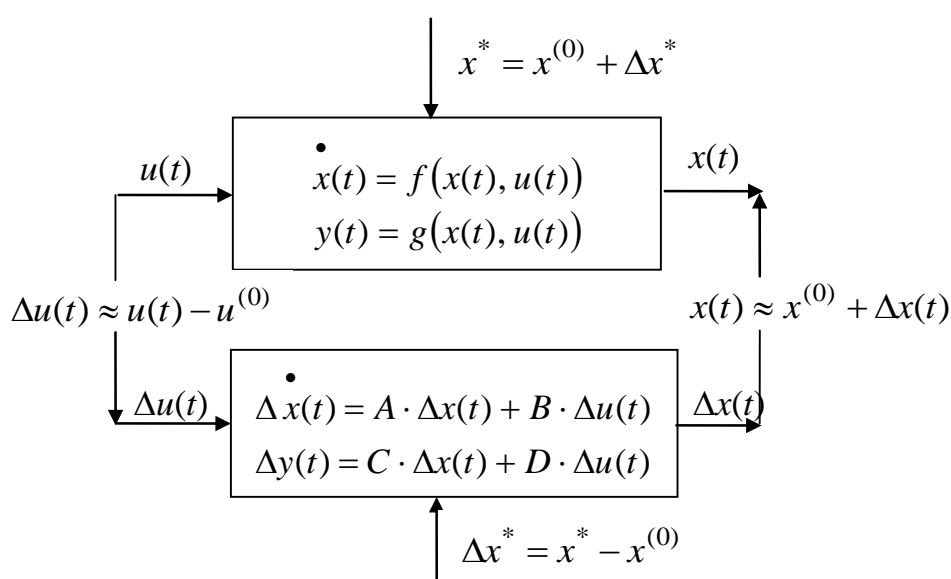 x* = x^(0) + Δx*
u(t)
ẋ(t) = f(x(t), u(t))
y(t) = g(x(t), u(t))
x(t)
Δu(t) ≈ u(t) − u^(0)
x(t) ≈ x^(0) + Δx(t)
Δu(t)
Δẋ(t) = A · Δx(t) + B · Δu(t)
Δy(t) = C · Δx(t) + D · Δu(t)
Δx(t)
Δx* = x* − x^(0)